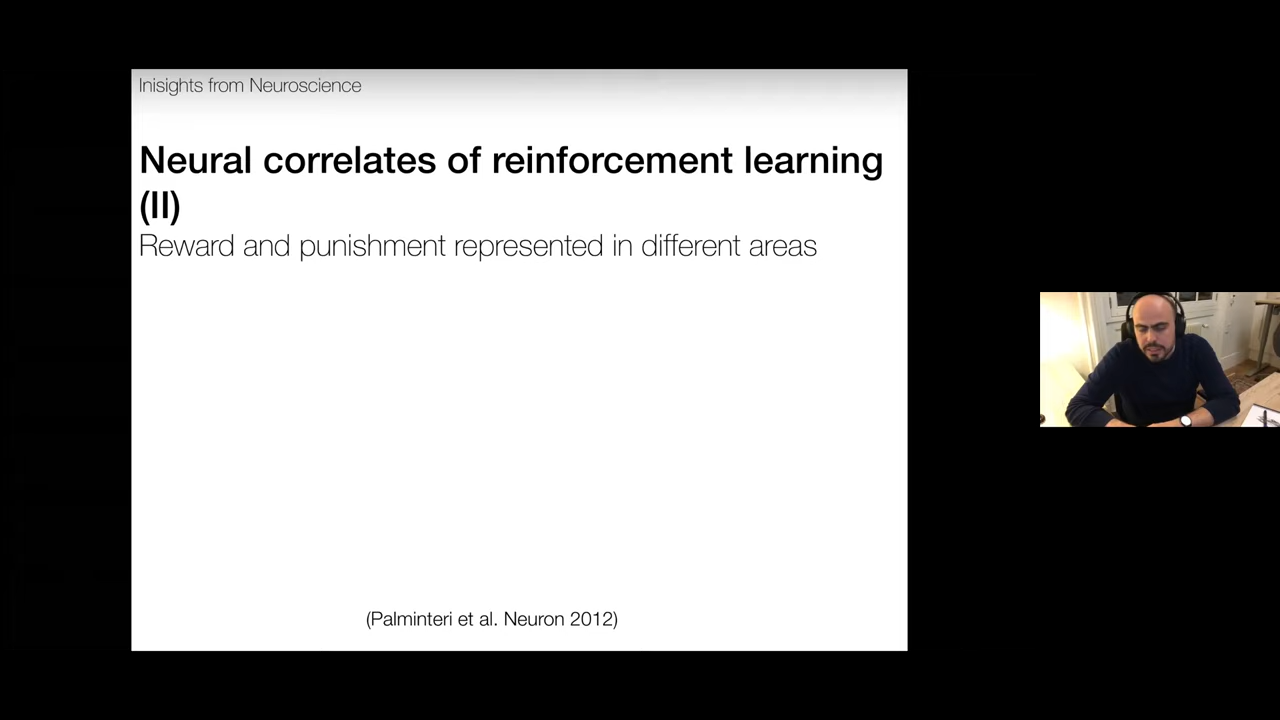 Inisights from Neuroscience
Neural correlates of reinforcement learning
(II)
Reward and punishment represented in different areas
(Palminteri et al. Neuron 2012)